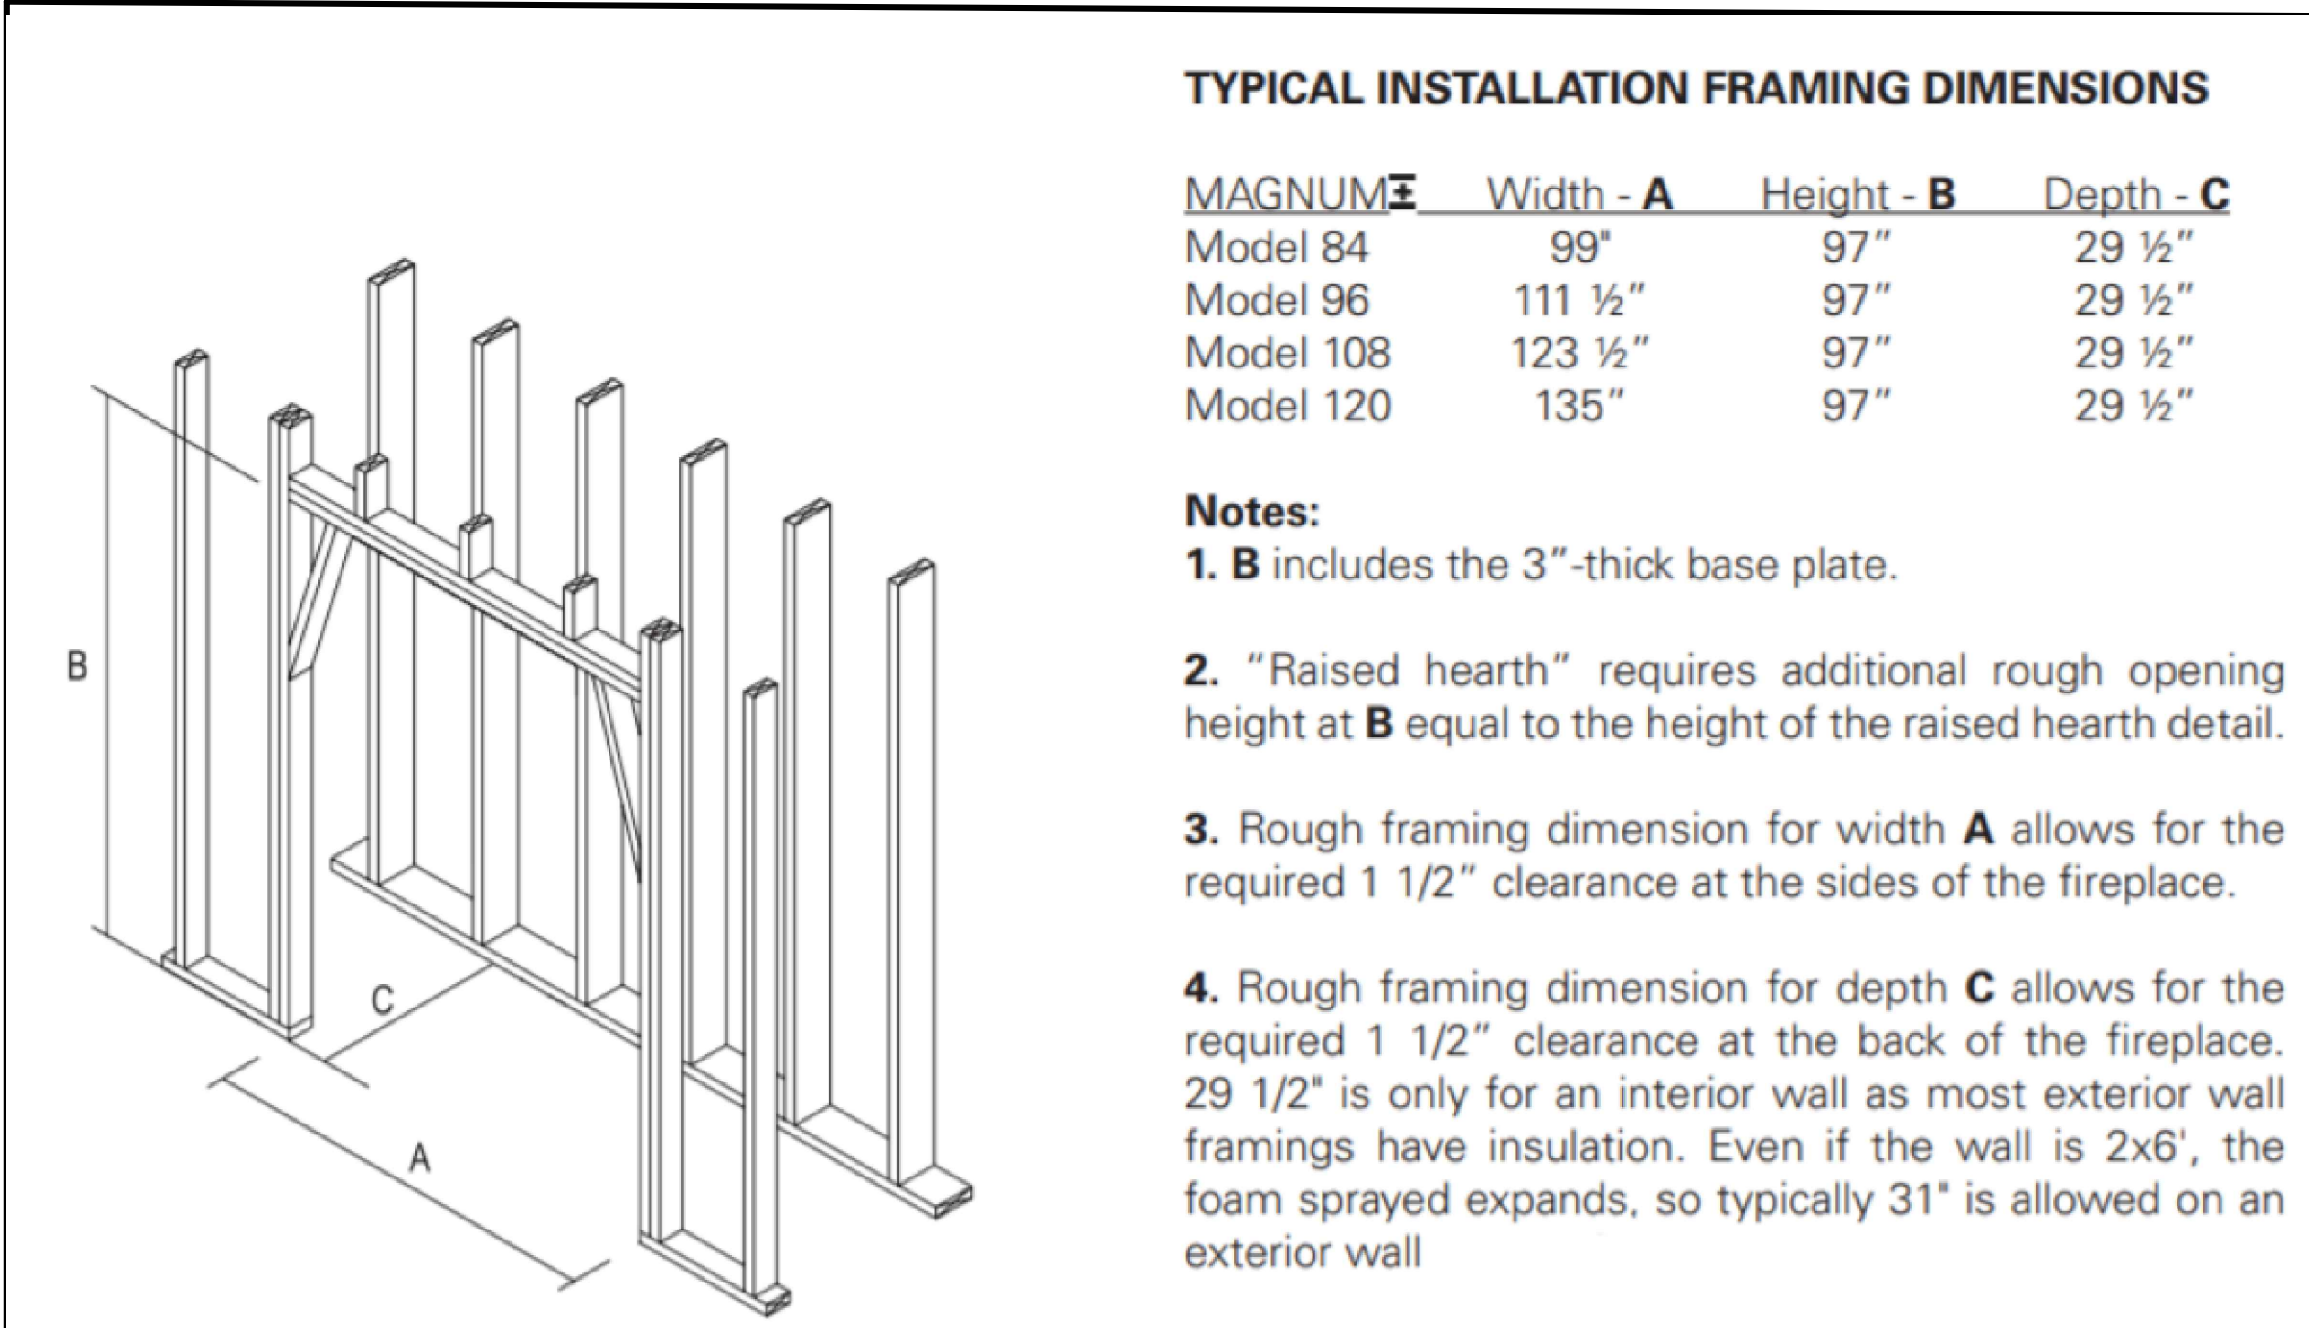 TYPICAL INSTALLATION FRAMING DIMENSIONS
MAGNUM± Width - A Height - B Depth - C
Model 84 99" 97” 29 ½”
Model 96 111 ½” 97” 29 ½”
Model 108 123 ½” 97” 29 ½”
Model 120 135” 97” 29 ½”
Notes:
1. B includes the 3”-thick base plate.
2. “Raised hearth” requires additional rough opening
height at B equal to the height of the raised hearth detail.
3. Rough framing dimension for width A allows for the
required 1 1/2” clearance at the sides of the fireplace.
4. Rough framing dimension for depth C allows for the
required 1 1/2” clearance at the back of the fireplace.
29 1/2" is only for an interior wall as most exterior wall
framings have insulation. Even if the wall is 2x6', the
foam sprayed expands, so typically 31" is allowed on an
exterior wall
B
C
A